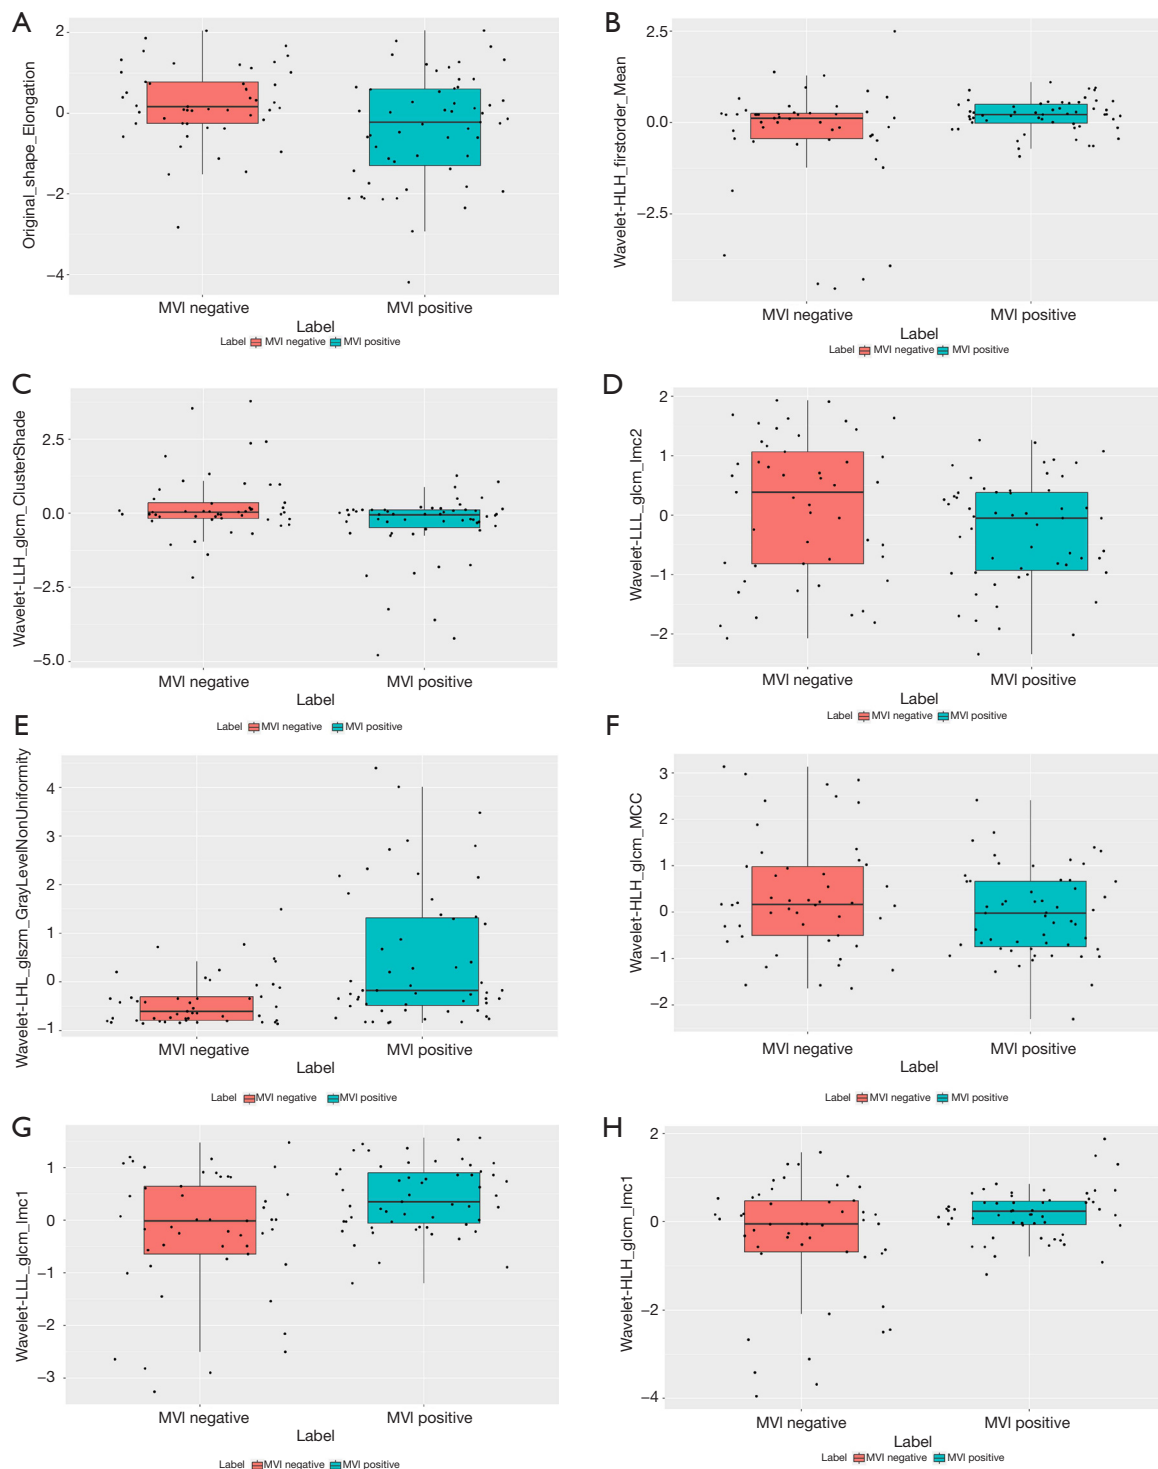 A
Original_shape_Elongation
2
0
−2
−4
MVI negative MVI positive
Label
Label MVI negative MVI positive
B
Wavelet-HLH_firstorder_Mean
2.5
0.0
−2.5
MVI negative MVI positive
Label
Label MVI negative MVI positive
C
Wavelet-LLH_glcm_ClusterShade
2.5
0.0
−2.5
−5.0
MVI negative MVI positive
Label
Label MVI negative MVI positive
D
Wavelet-LLL_glcm_Imc2
2
1
0
−1
−2
MVI negative MVI positive
Label
Label MVI negative MVI positive
E
Wavelet-LHL_glszm_GrayLevelNonUniformity
4
3
2
1
0
−1
MVI negative MVI positive
Label
Label MVI negative MVI positive
F
Wavelet-HLH_glcm_MCC
3
2
1
0
−1
−2
MVI negative MVI positive
Label
Label MVI negative MVI positive
G
Wavelet-LLL_glcm_Imc1
1
0
−1
−2
−3
MVI negative MVI positive
Label
Label MVI negative MVI positive
H
Wavelet-HLH_glcm_Imc1
2
0
−2
−4
MVI negative MVI positive
Label
Label MVI negative MVI positive